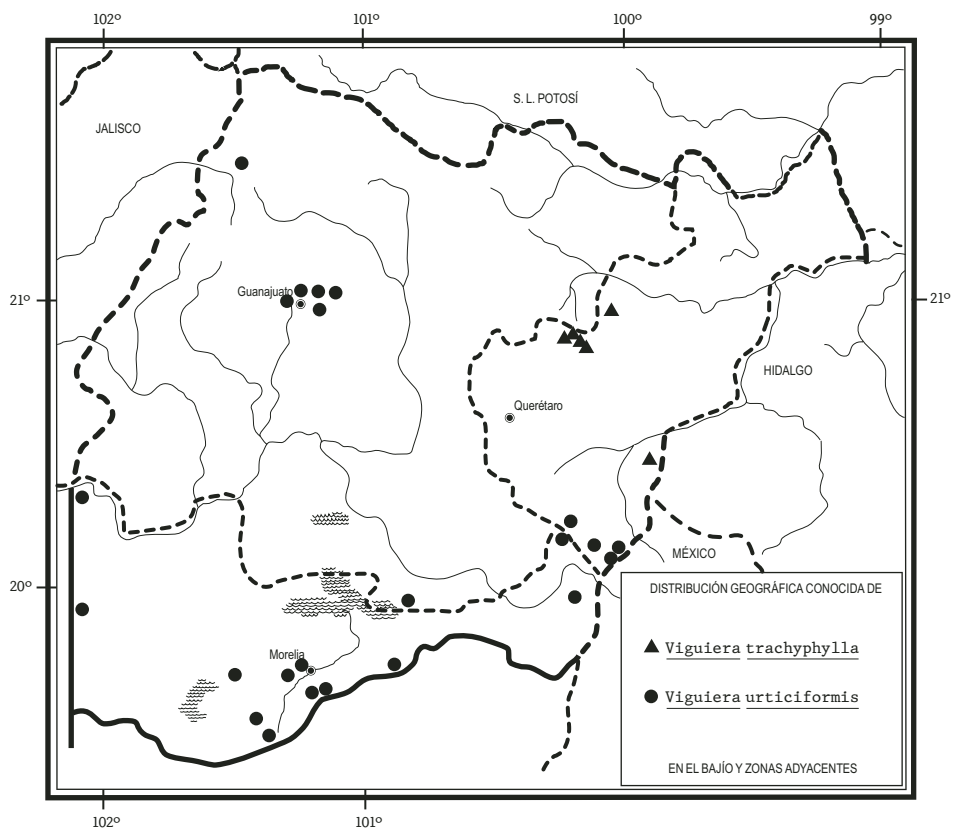 102º 101º 100º 99º
S. L. POTOSÍ
JALISCO
Guanajuato
21º 21º
HIDALGO
Querétaro
MÉXICO
20º
DISTRIBUCIÓN GEOGRÁFICA CONOCIDA DE
Viguiera trachyphylla
Morelia
Viguiera urticiformis
EN EL BAJÍO Y ZONAS ADYACENTES
102º 101º